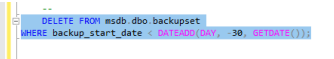 --
DELETE FROM msdb.dbo.backupset
WHERE backup_start_date < DATEADD(DAY, -30, GETDATE());